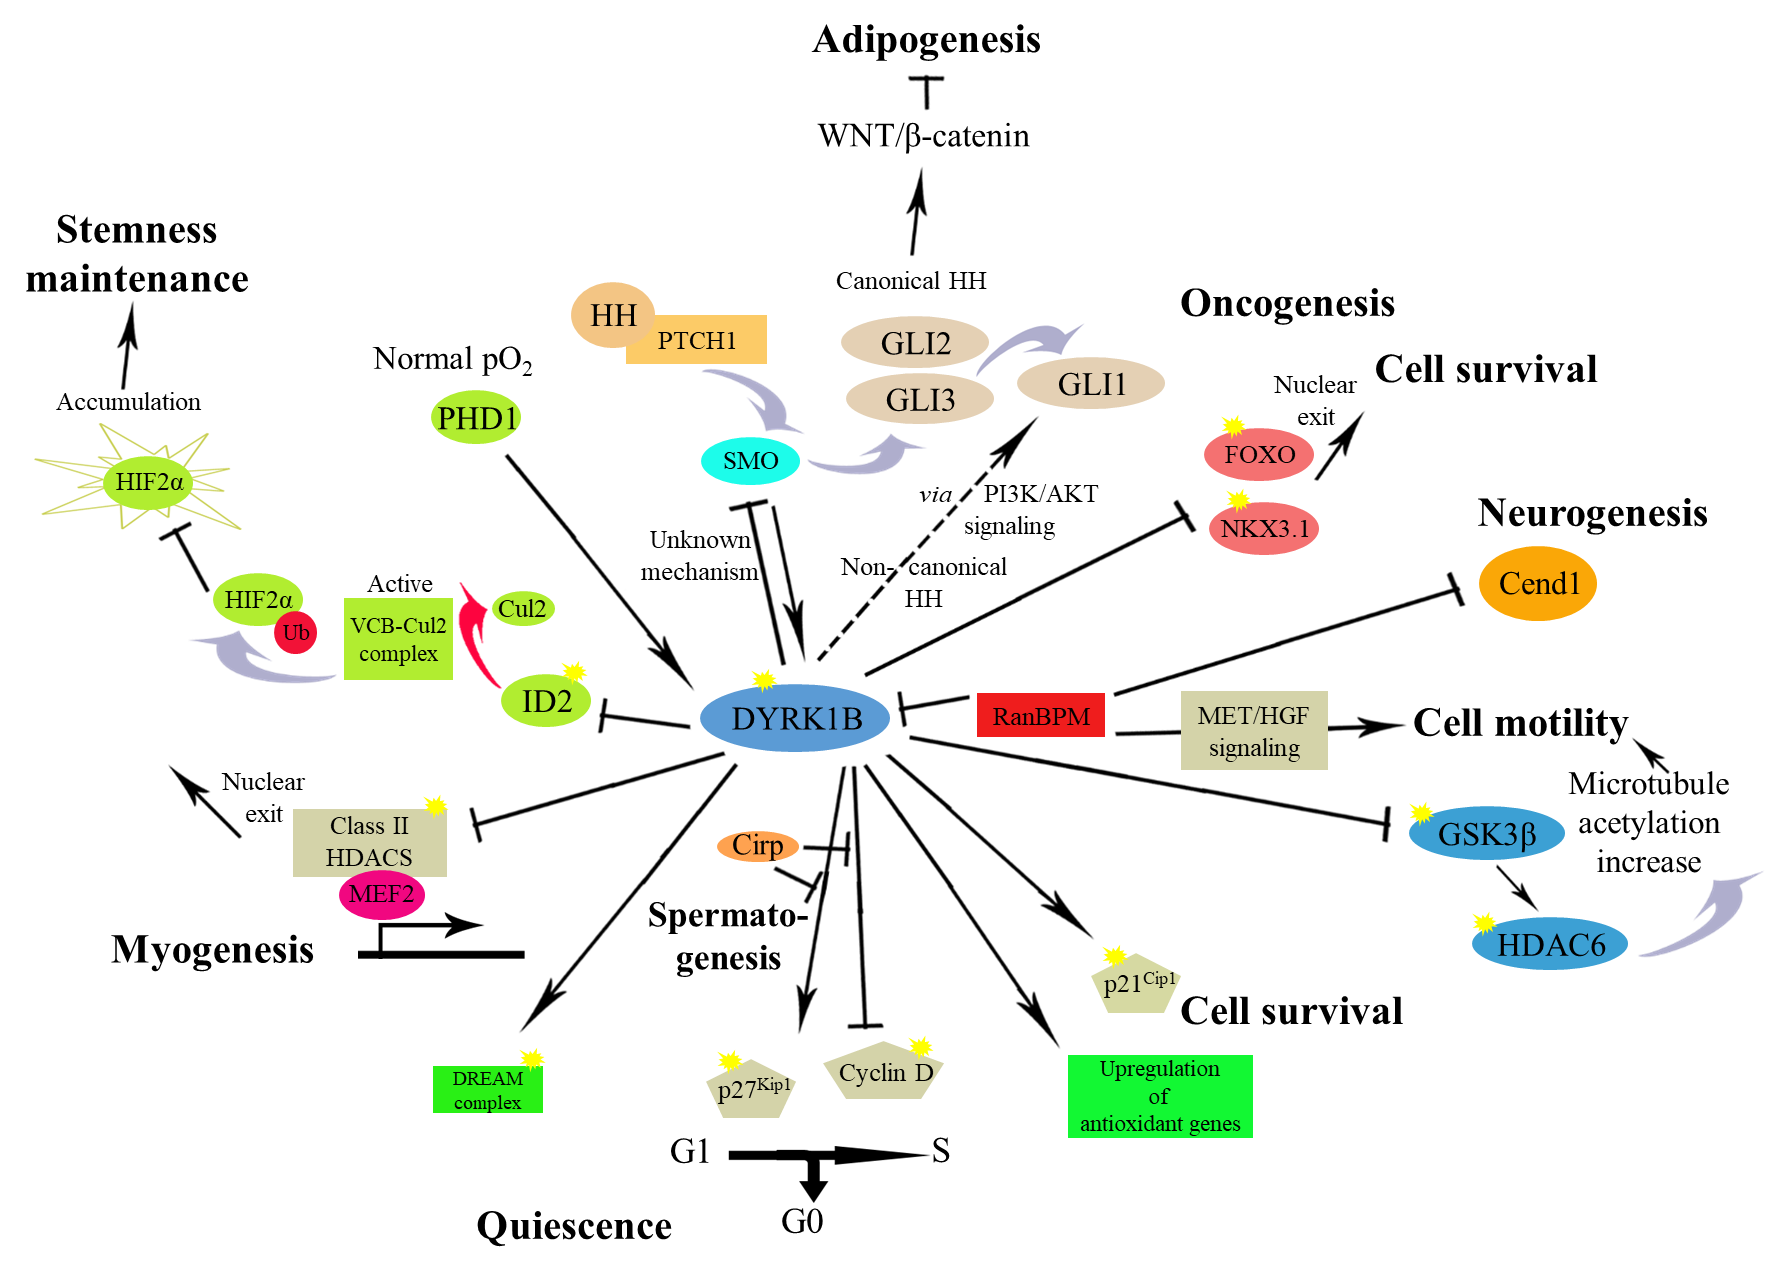 Adipogenesis
WNT/β-catenin
Canonical HH
Stemness
maintenance
Accumulation
HIF2α
Normal pO2
PHD1
HH
PTCH1
SMO
GLI2
GLI3
GLI1
Oncogenesis
Cell survival
Nuclear
exit
FOXO
NKX3.1
via PI3K/AKT
signaling
Non-canonical
HH
Unknown
mechanism
Neurogenesis
Cend1
HIF2α
Ub
Active
VCB-Cul2
complex
Cul2
ID2
DYRK1B
RanBPM
MET/HGF
signaling
Cell motility
Microtubule
acetylation
increase
GSK3β
HDAC6
Nuclear
exit
Class II
HDACS
MEF2
Myogenesis
Cirp
Spermato-
genesis
p21Cip1
Cell survival
DREAM
complex
p27Kip1
Cyclin D
Upregulation
of
antioxidant genes
G1
S
G0
Quiescence